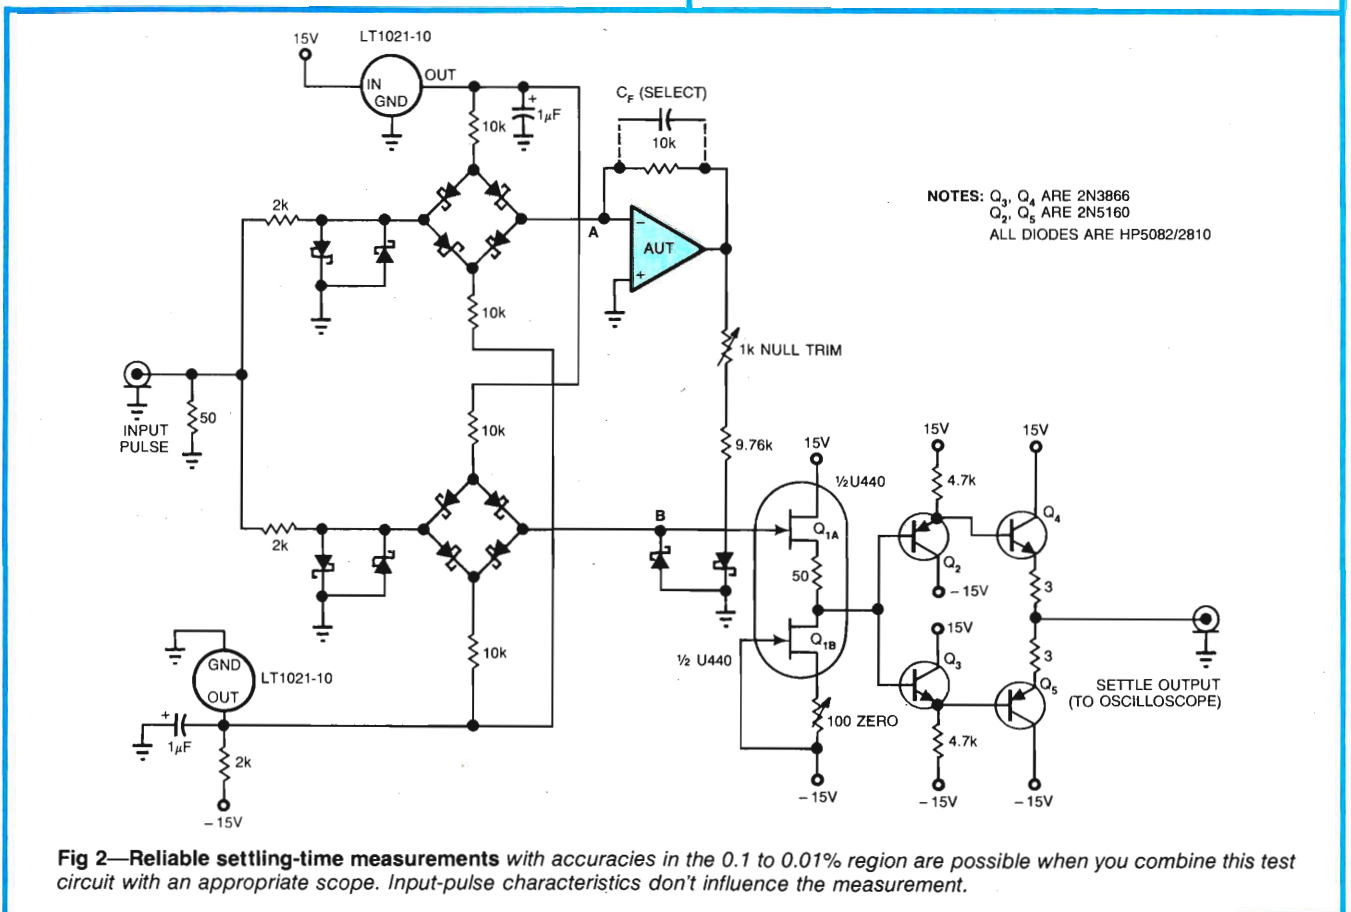 15V
LT1021-10
IN
OUT
GND
+
1μF
10k
C_F (SELECT)
10k
2k
A
−
AUT
+
10k
NOTES: Q₃, Q₄ ARE 2N3866
Q₂, Q₅ ARE 2N5160
ALL DIODES ARE HP5082/2810
1k NULL TRIM
INPUT
PULSE
50
10k
9.76k
15V
½U440
15V
4.7k
15V
Q₄
B
2k
Q₁A
50
Q₂
−15V
3
Q₁B
½ U440
15V
Q₃
3
Q₅
SETTLE OUTPUT
(TO OSCILLOSCOPE)
10k
GND
OUT
LT1021-10
+
1μF
2k
−15V
100 ZERO
4.7k
−15V
−15V
−15V
Fig 2—Reliable settling-time measurements with accuracies in the 0.1 to 0.01% region are possible when you combine this test
circuit with an appropriate scope. Input-pulse characteristics don't influence the measurement.